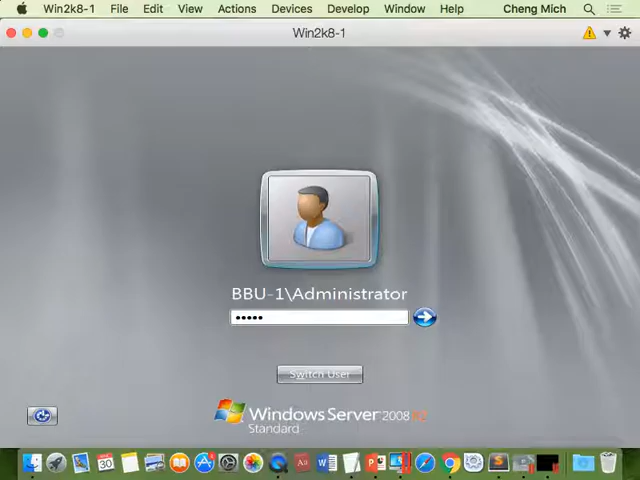 Win2k8-1 File Edit View Actions Devices Develop Window Help Cheng Mich
Win2k8-1
BBU-1\Administrator
Switch User
Windows Server 2008 R2
Standard